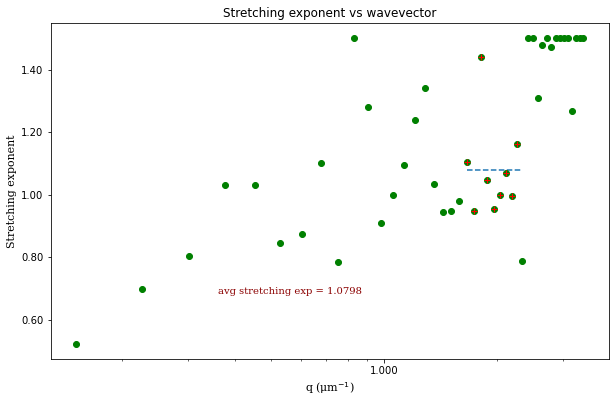 Stretching exponent vs wavevector
Stretching exponent
1.40
1.20
1.00
0.80
0.60
avg stretching exp = 1.0798
1.000
q (μm⁻¹)